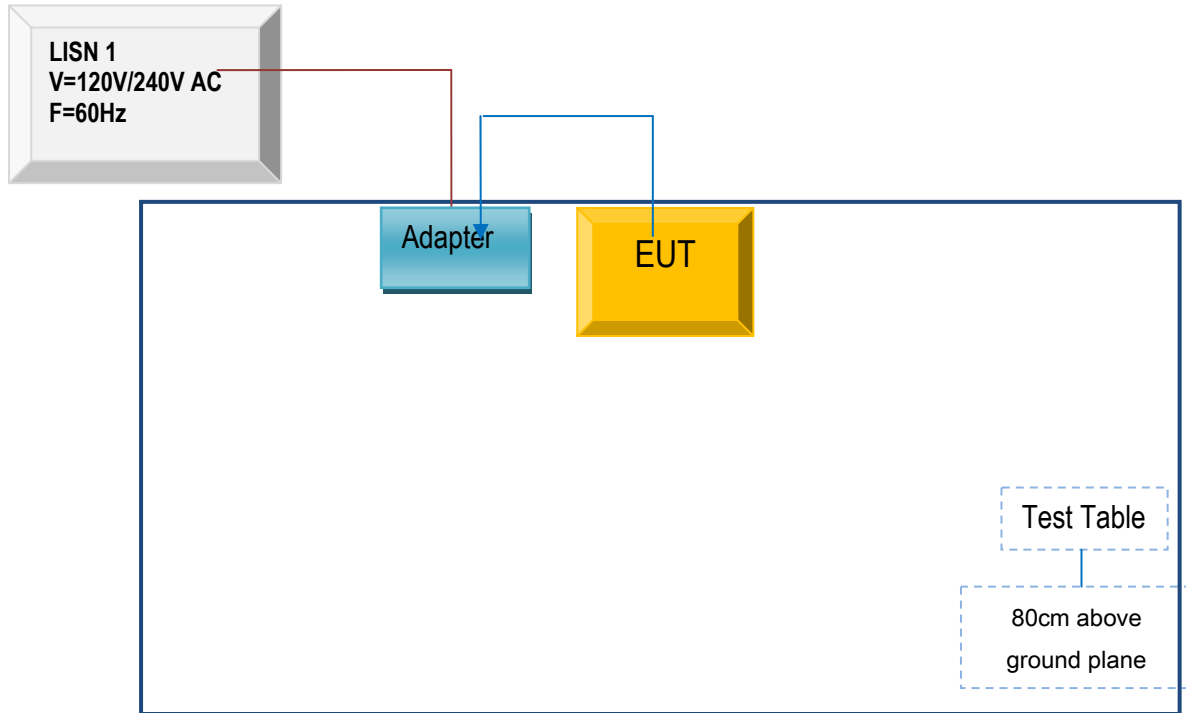 LISN 1
V=120V/240V AC
F=60Hz
Adapter
EUT
Test Table
80cm above
ground plane